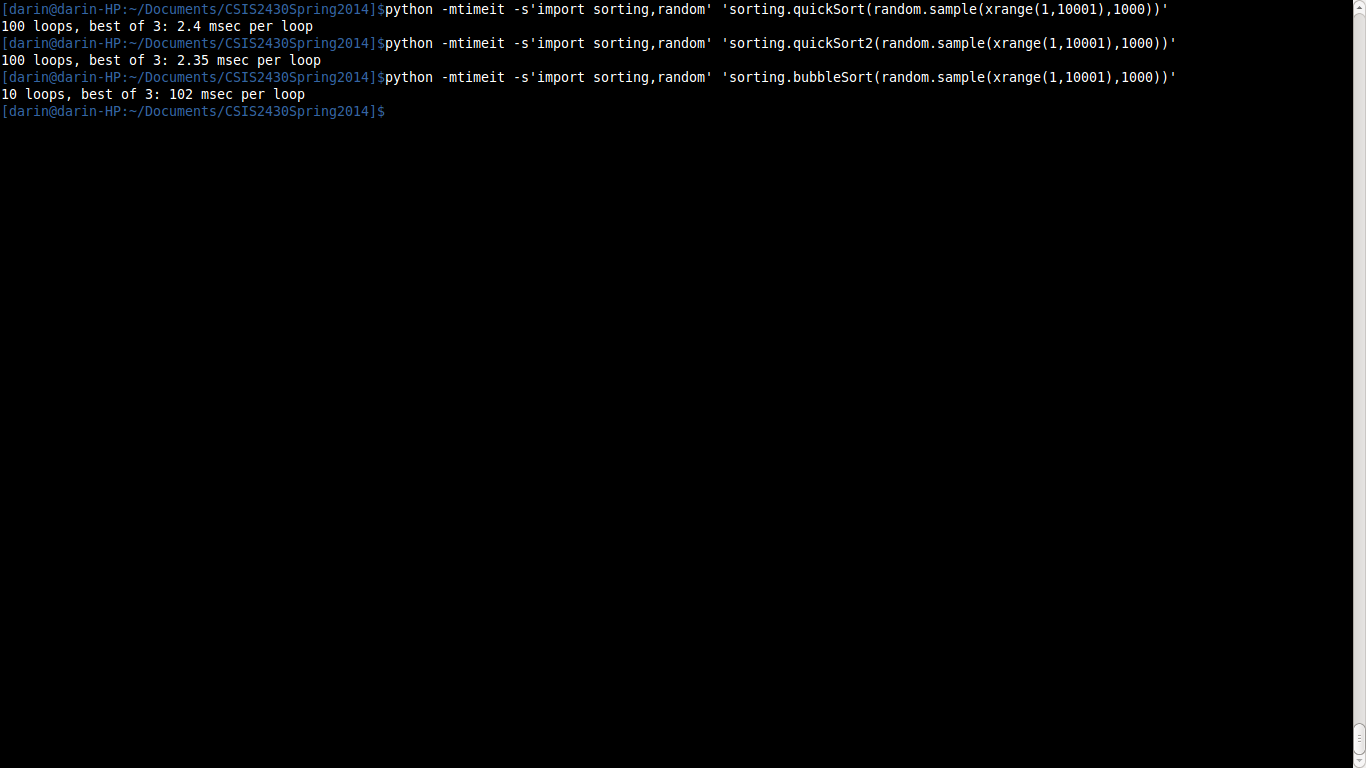 [darin@darin-HP:~/Documents/CSIS2430Spring2014]$python -mtimeit -s'import sorting,random' 'sorting.quickSort(random.sample(xrange(1,10001),1000))'
100 loops, best of 3: 2.4 msec per loop
[darin@darin-HP:~/Documents/CSIS2430Spring2014]$python -mtimeit -s'import sorting,random' 'sorting.quickSort2(random.sample(xrange(1,10001),1000))'
100 loops, best of 3: 2.35 msec per loop
[darin@darin-HP:~/Documents/CSIS2430Spring2014]$python -mtimeit -s'import sorting,random' 'sorting.bubbleSort(random.sample(xrange(1,10001),1000))'
10 loops, best of 3: 102 msec per loop
[darin@darin-HP:~/Documents/CSIS2430Spring2014]$